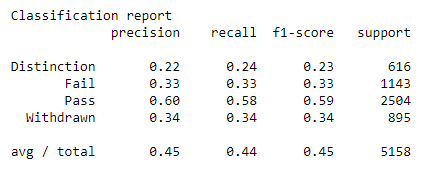 Classification report
precision recall f1-score support
Distinction 0.22 0.24 0.23 616
Fail 0.33 0.33 0.33 1143
Pass 0.60 0.58 0.59 2504
Withdrawn 0.34 0.34 0.34 895
avg / total 0.45 0.44 0.45 5158